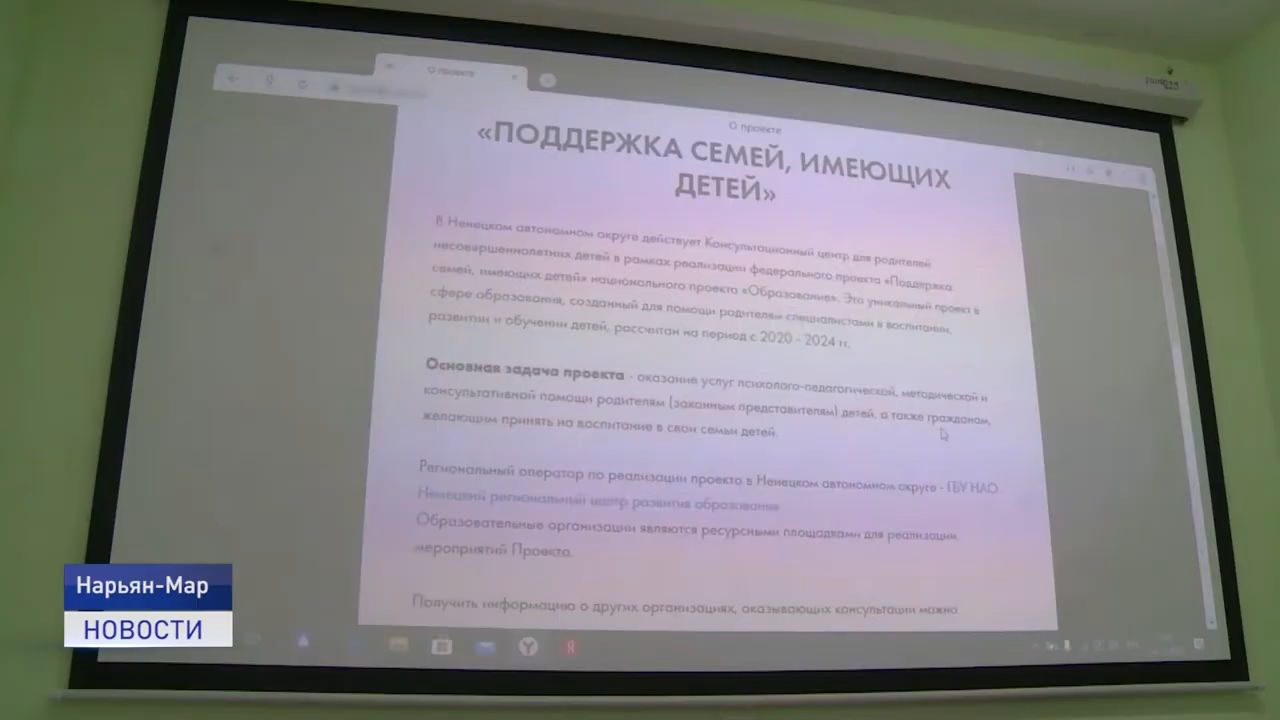 О проекте
О проекте
«ПОДДЕРЖКА СЕМЕЙ, ИМЕЮЩИХ
ДЕТЕЙ»
В Ненецком автономном округе действует Консультационный центр для родителей
несовершеннолетних детей в рамках реализации федерального проекта «Поддержка
семей, имеющих детей» национального проекта «Образование». Это уникальный проект в
сфере образования, созданный для помощи родителям специалистами в воспитании,
развитии и обучении детей, рассчитан на период с 2020 - 2024 гг.
Основная задача проекта - оказание услуг психолого-педагогической, методической и
консультативной помощи родителям (законным представителям) детей, а также гражданам,
желающим принять на воспитание в свои семьи детей.
Региональный оператор по реализации проекта в Ненецком автономном округе - ГБУ НАО
Ненецкий региональный центр развития образования
Образовательные организации являются ресурсными площадками для реализации
мероприятий Проекта.
Получить информацию о других организациях, оказывающих консультации можно
Нарьян-Мар
НОВОСТИ